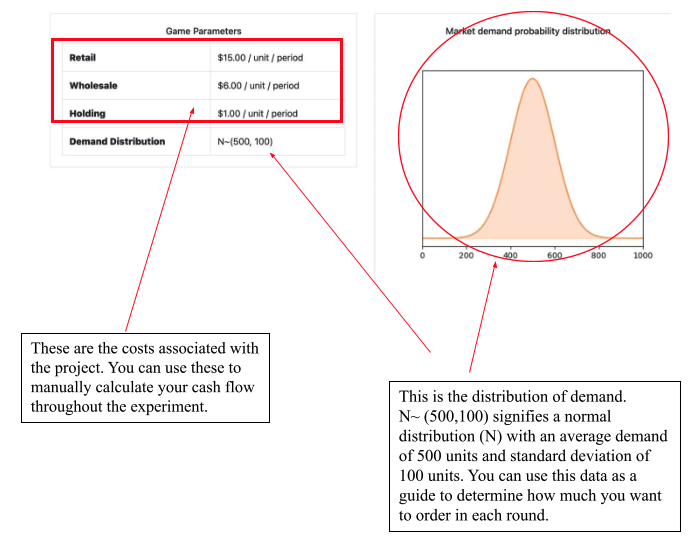 Game Parameters
Retail $15.00 / unit / period
Wholesale $6.00 / unit / period
Holding $1.00 / unit / period
Demand Distribution N~(500, 100)
Market demand probability distribution
0 200 400 600 800 1000
These are the costs associated with
the project. You can use these to
manually calculate your cash flow
throughout the experiment.
This is the distribution of demand.
N~ (500,100) signifies a normal
distribution (N) with an average demand
of 500 units and standard deviation of
100 units. You can use this data as a
guide to determine how much you want
to order in each round.